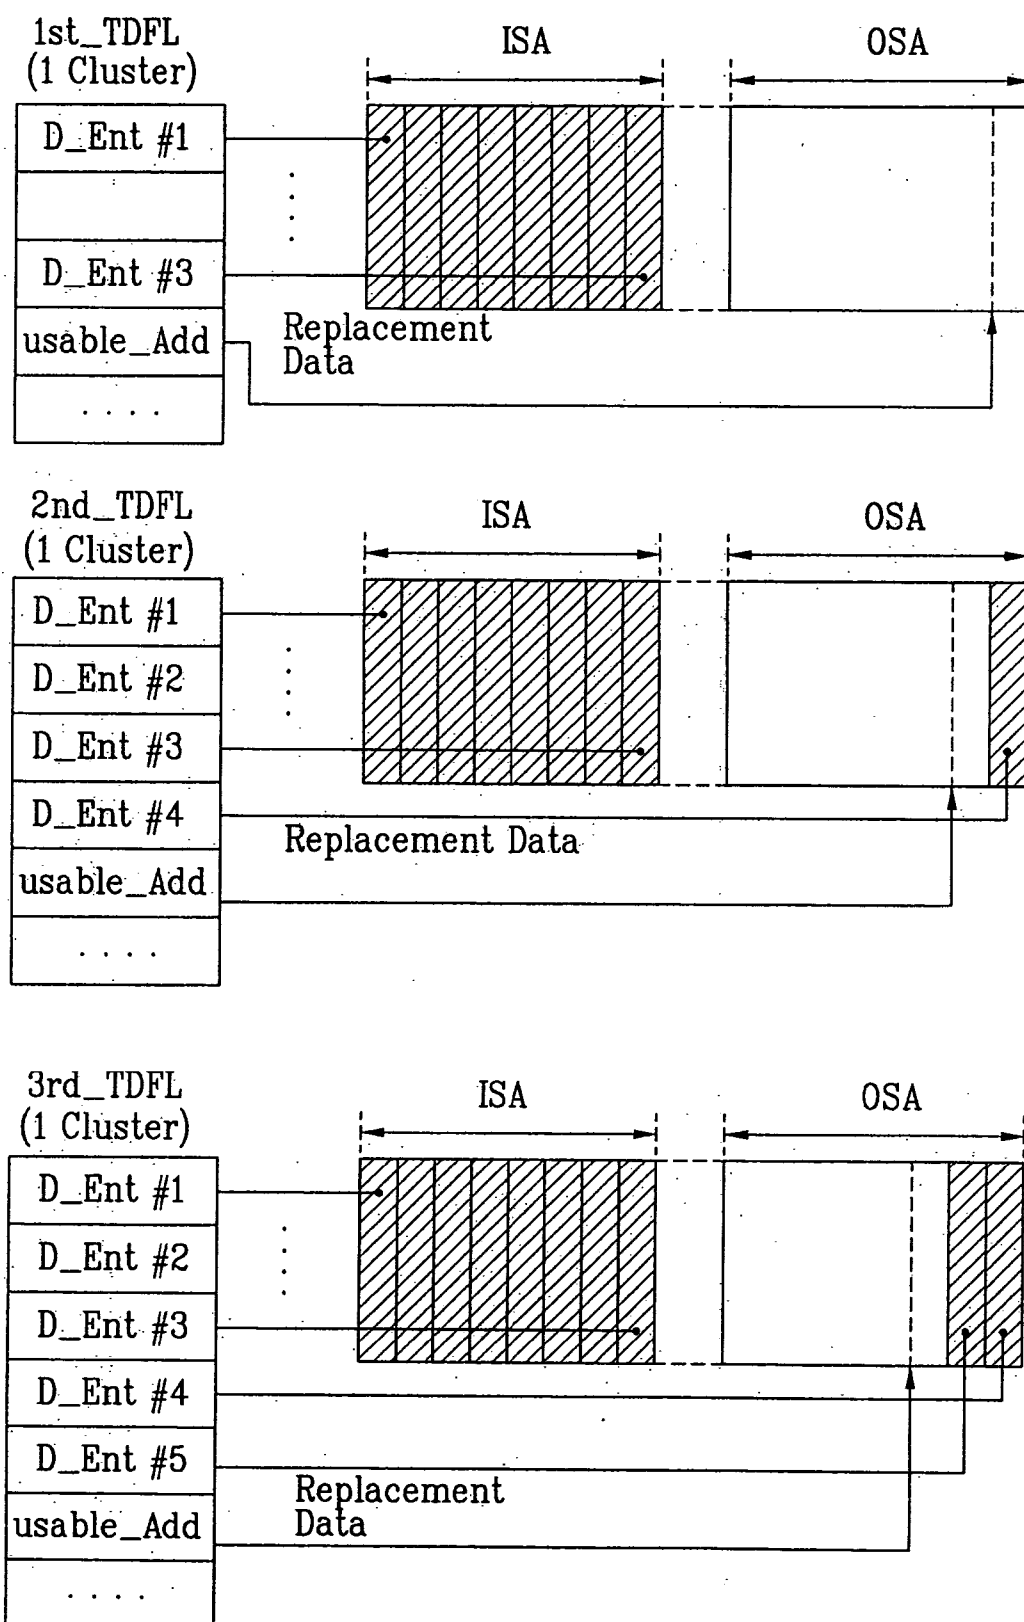 1st_TDFL
(1 Cluster)
ISA
OSA
D_Ent #1
D_Ent #3
usable_Add
. . . .
Replacement
Data
2nd_TDFL
(1 Cluster)
ISA
OSA
D_Ent #1
D_Ent #2
D_Ent #3
D_Ent #4
usable_Add
. . . .
Replacement Data
3rd_TDFL
(1 Cluster)
ISA
OSA
D_Ent #1
D_Ent #2
D_Ent #3
D_Ent #4
D_Ent #5
usable_Add
. . . .
Replacement
Data